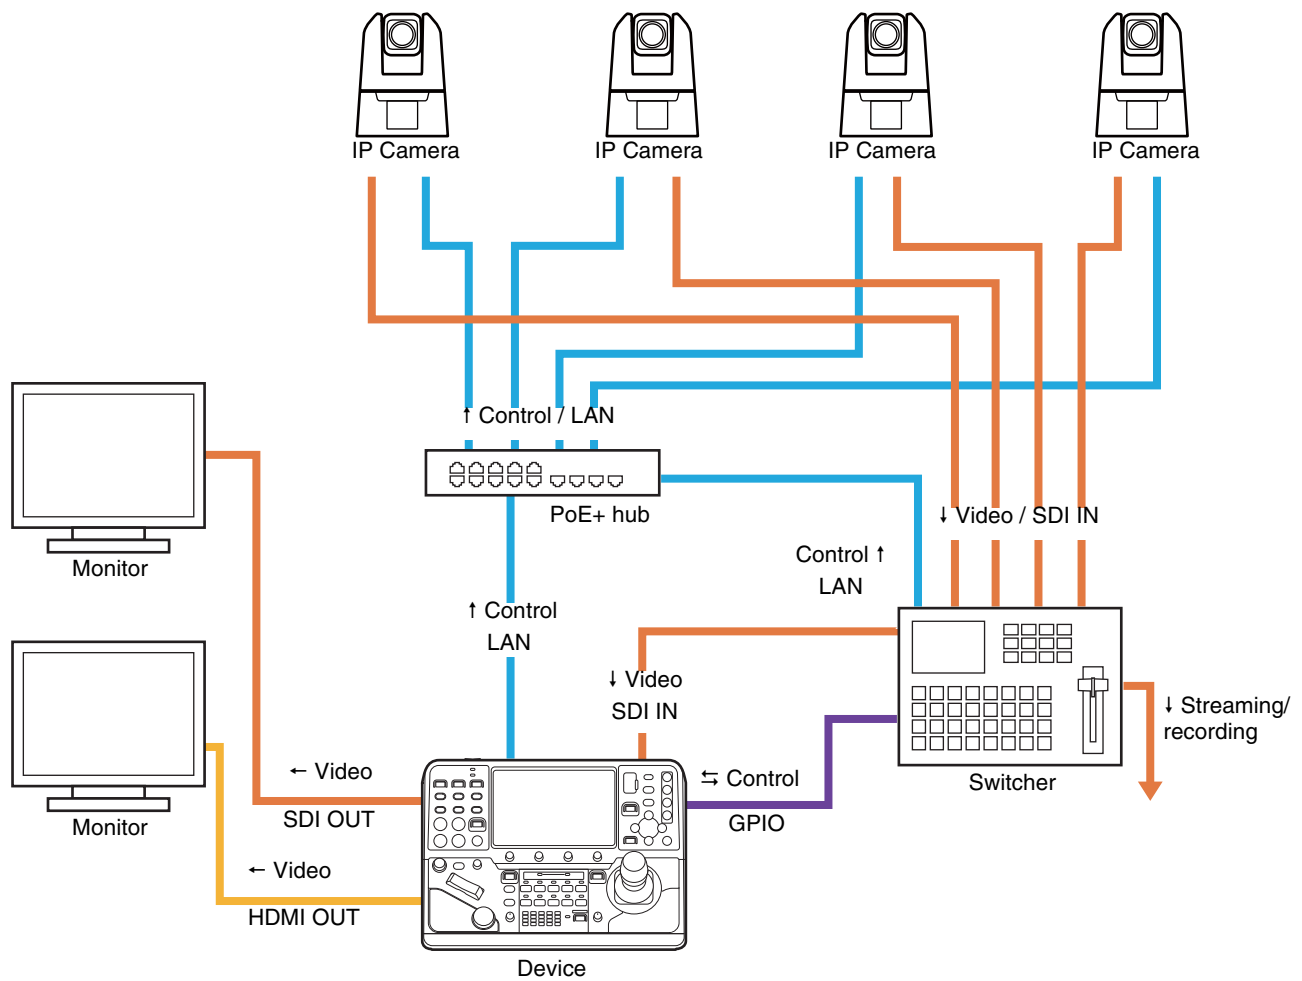 IP Camera
IP Camera
IP Camera
IP Camera
↑ Control / LAN
PoE+ hub
↓ Video / SDI IN
Control ↑
LAN
Monitor
↑ Control
LAN
↓ Video
SDI IN
↓ Streaming/
recording
← Video
SDI OUT
⇆ Control
GPIO
Switcher
Monitor
← Video
HDMI OUT
Device